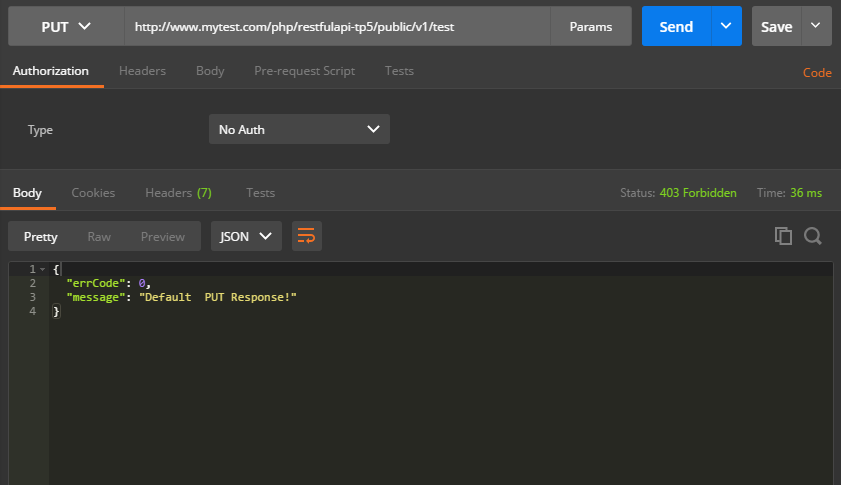 PUT http://www.mytest.com/php/restfulapi-tp5/public/v1/test Params Send Save
Authorization Headers Body Pre-request Script Tests Code
Type No Auth
Body Cookies Headers (7) Tests Status: 403 Forbidden Time: 36 ms
Pretty Raw Preview JSON
1 {
2 "errCode": 0,
3 "message": "Default  PUT Response!"
4 }